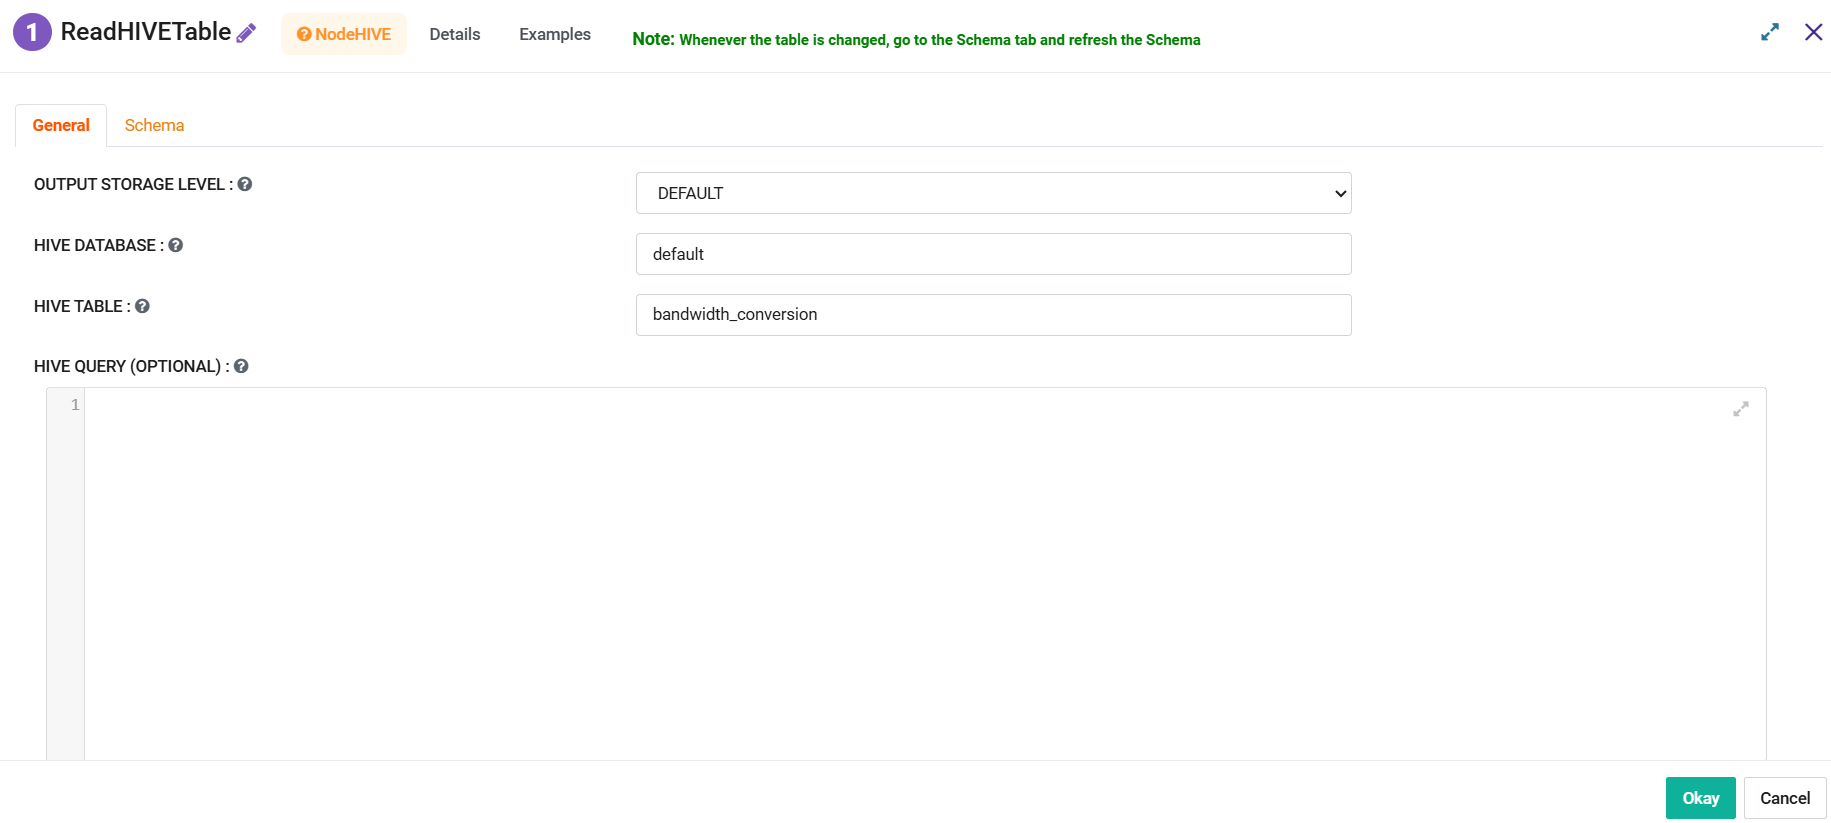 1 ReadHIVETable NodeHIVE Details Examples Note: Whenever the table is changed, go to the Schema tab and refresh the Schema
General Schema
OUTPUT STORAGE LEVEL : DEFAULT
HIVE DATABASE : default
HIVE TABLE : bandwidth_conversion
HIVE QUERY (OPTIONAL) :
1
Okay Cancel